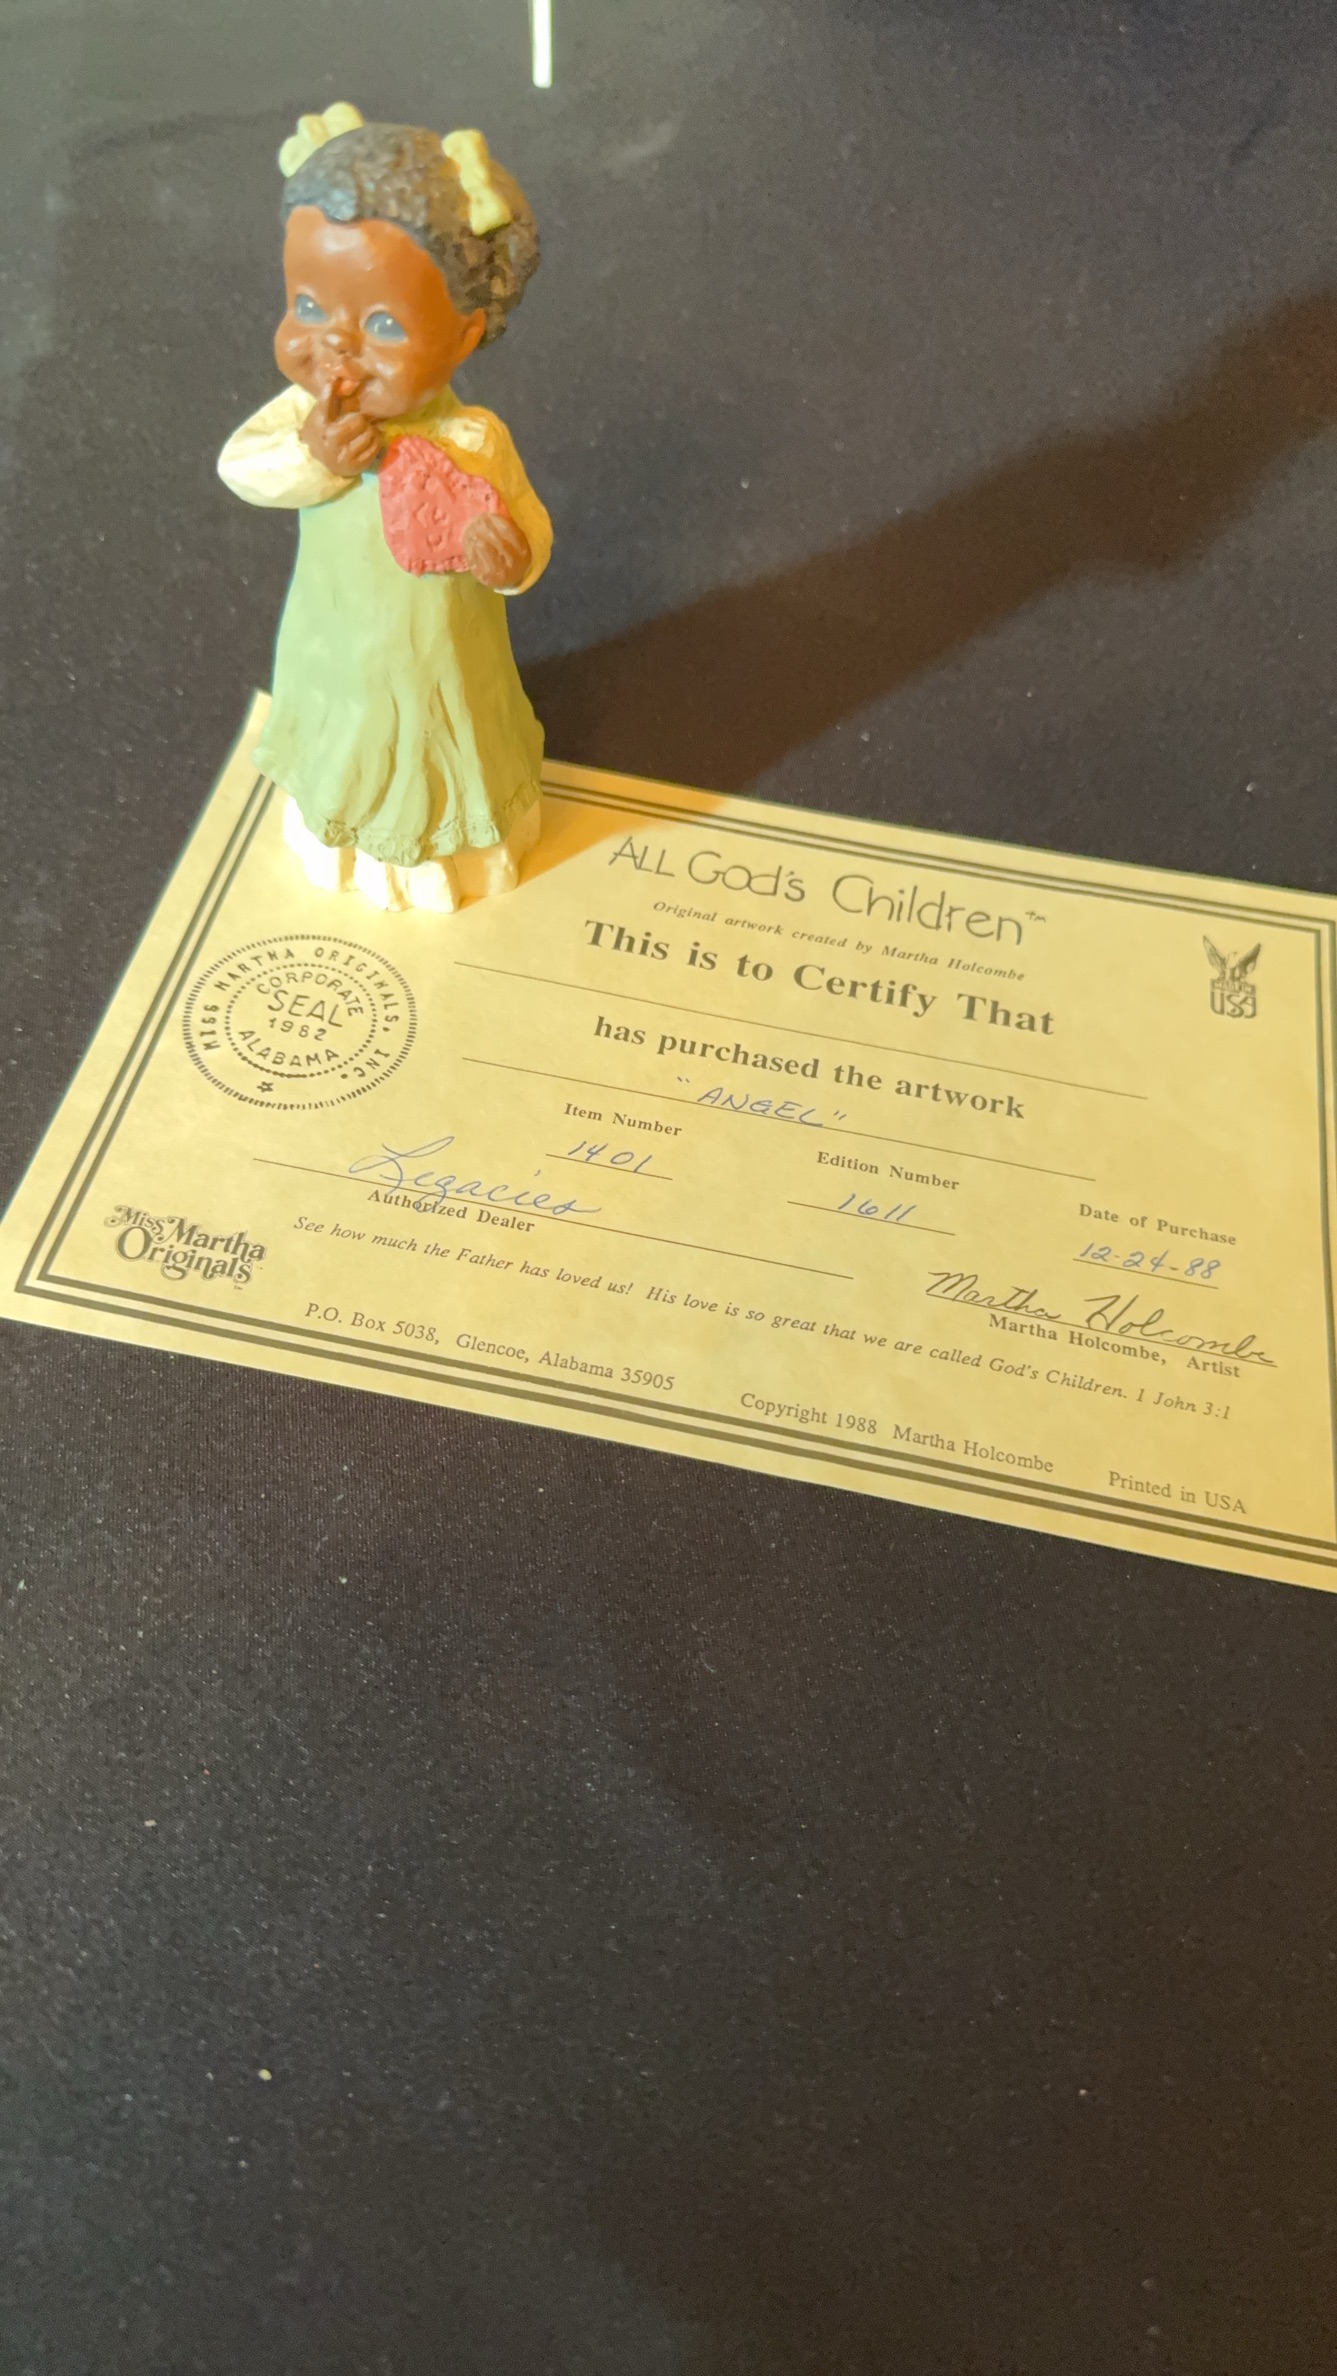 ALL God's Children™
Original artwork created by Martha Holcombe
This is to Certify That
has purchased the artwork
"ANGEL"
MISS MARTHA ORIGINALS, INC.
CORPORATE
SEAL
1982
ALABAMA
MADE IN
USA
Item Number
1401
Edition Number
1611
Date of Purchase
12-24-88
Legacies
Authorized Dealer
Martha Holcombe
Martha Holcombe, Artist
Miss Martha
Originals™
See how much the Father has loved us! His love is so great that we are called God's Children. 1 John 3:1
P.O. Box 5038, Glencoe, Alabama 35905
Copyright 1988 Martha Holcombe
Printed in USA